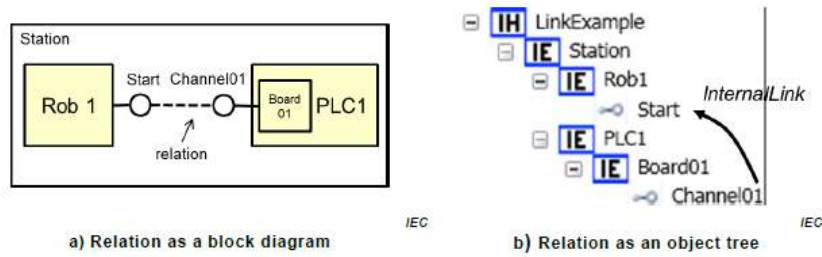 Station
Rob 1
Start
Channel01
Board
01
PLC1
relation
IEC
a) Relation as a block diagram
IH LinkExample
IE Station
IE Rob1
Start
InternalLink
IE PLC1
IE Board01
Channel01
IEC
b) Relation as an object tree